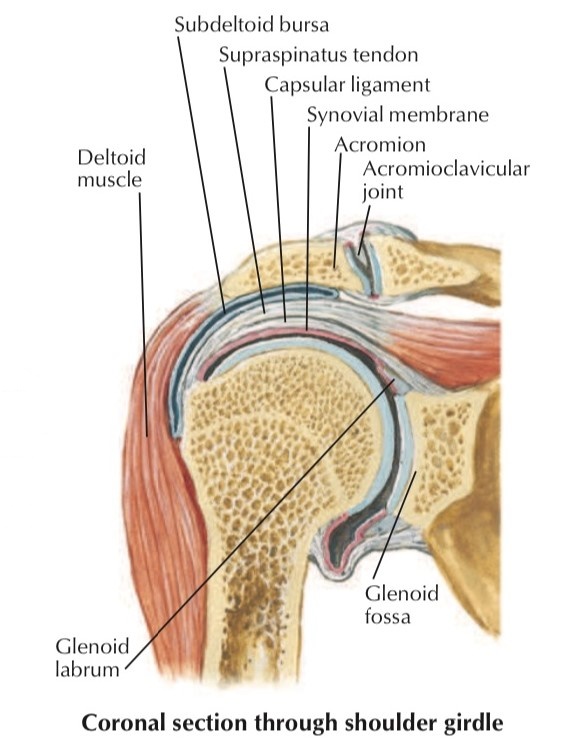 Subdeltoid bursa
Supraspinatus tendon
Capsular ligament
Synovial membrane
Acromion
Acromioclavicular
joint
Deltoid
muscle
Glenoid
fossa
Glenoid
labrum
Coronal section through shoulder girdle